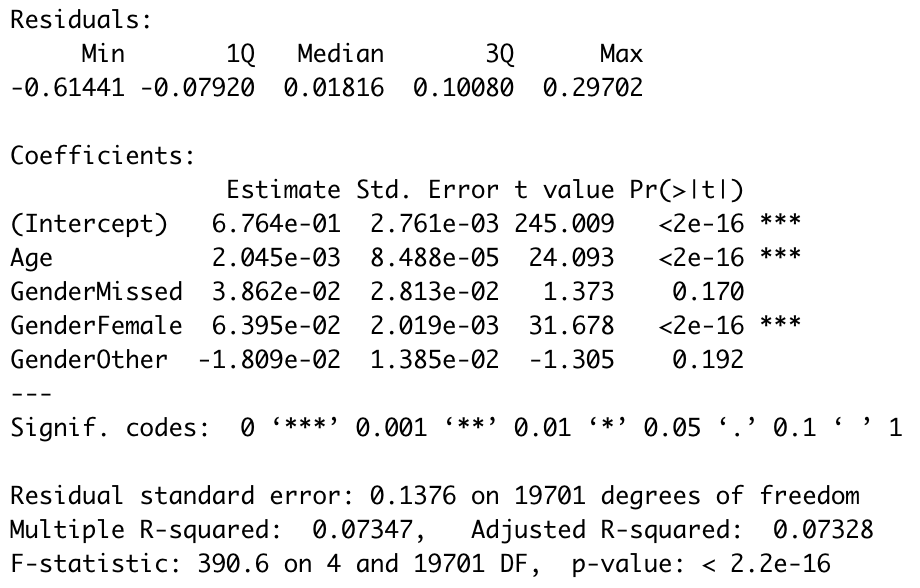 Residuals:
     Min       1Q   Median       3Q      Max
-0.61441 -0.07920  0.01816  0.10080  0.29702

Coefficients:
               Estimate Std. Error t value Pr(>|t|)
(Intercept)   6.764e-01  2.761e-03 245.009   <2e-16 ***
Age           2.045e-03  8.488e-05  24.093   <2e-16 ***
GenderMissed  3.862e-02  2.813e-02   1.373    0.170
GenderFemale  6.395e-02  2.019e-03  31.678   <2e-16 ***
GenderOther  -1.809e-02  1.385e-02  -1.305    0.192
---
Signif. codes:  0 ‘***’ 0.001 ‘**’ 0.01 ‘*’ 0.05 ‘.’ 0.1 ‘ ’ 1

Residual standard error: 0.1376 on 19701 degrees of freedom
Multiple R-squared:  0.07347,   Adjusted R-squared:  0.07328
F-statistic: 390.6 on 4 and 19701 DF,  p-value: < 2.2e-16